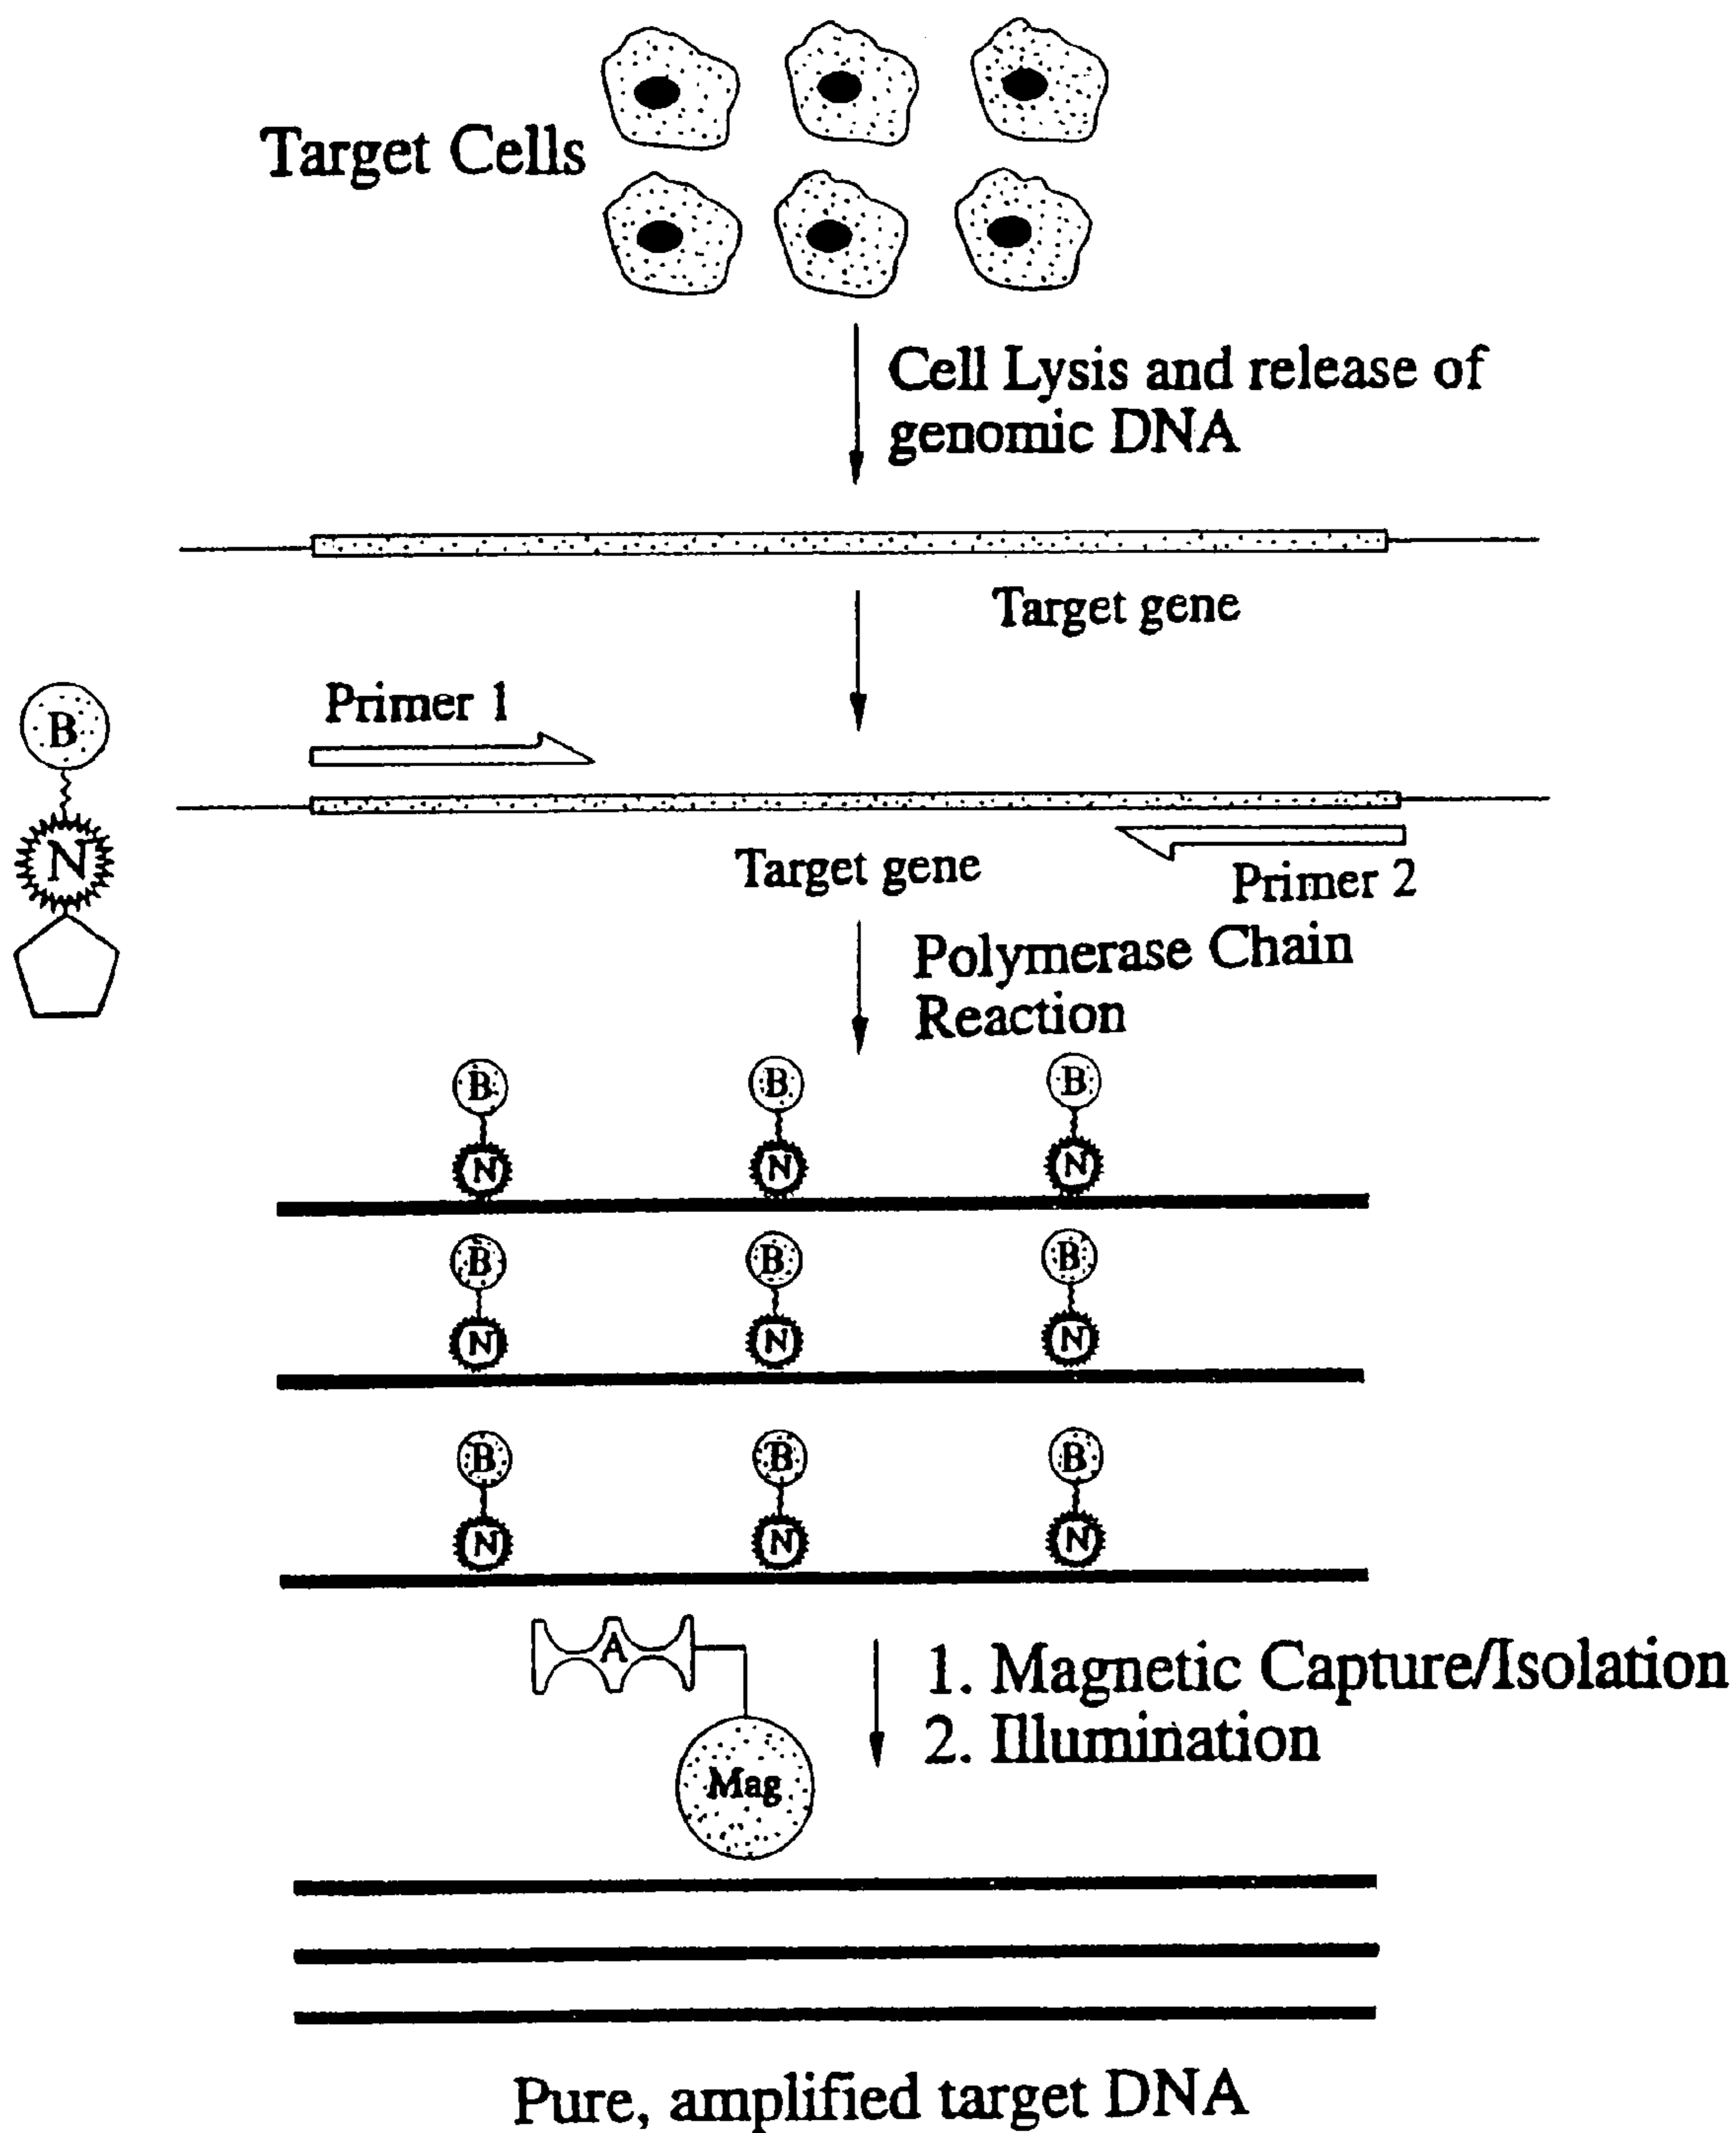 Target Cells
Cell Lysis and release of
genomic DNA
Target gene
Primer 1
B
N
Target gene
Primer 2
Polymerase Chain
Reaction
B B B
N N N
B B B
N N N
B B B
N N N
A
1. Magnetic Capture/Isolation
2. Illumination
Mag
Pure, amplified target DNA